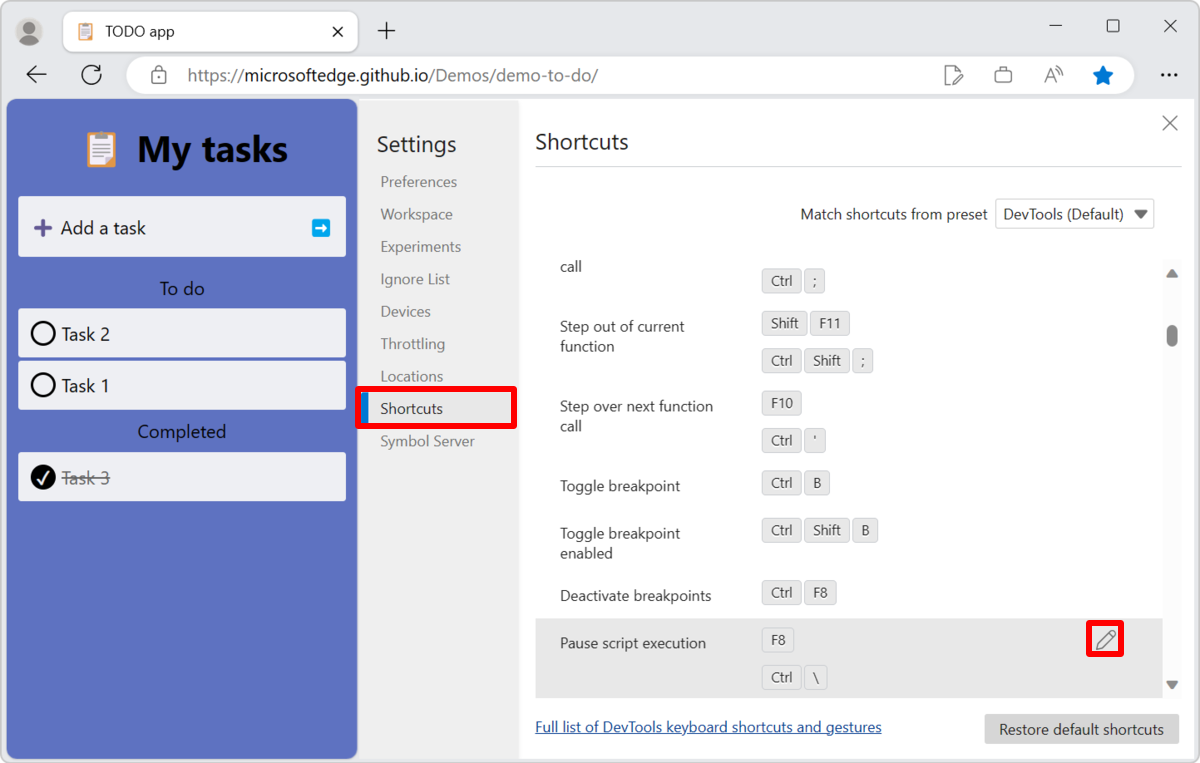 TODO app
https://microsoftedge.github.io/Demos/demo-to-do/
My tasks
Add a task
To do
Task 2
Task 1
Completed
Task 3
Settings
Preferences
Workspace
Experiments
Ignore List
Devices
Throttling
Locations
Shortcuts
Symbol Server
Shortcuts
Match shortcuts from preset DevTools (Default)
call
Ctrl ;
Step out of current
function
Shift F11
Ctrl Shift ;
Step over next function
call
F10
Ctrl '
Toggle breakpoint
Ctrl B
Toggle breakpoint
enabled
Ctrl Shift B
Deactivate breakpoints
Ctrl F8
Pause script execution
F8
Ctrl \
Full list of DevTools keyboard shortcuts and gestures
Restore default shortcuts